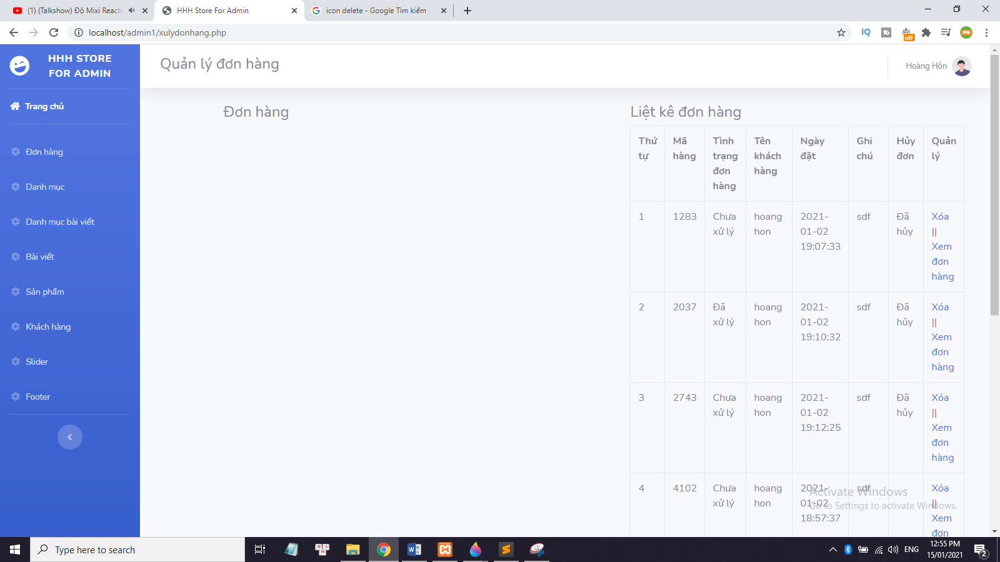 (1) (Talkshow) Độ Mixi Reacti
HHH Store For Admin
icon delete - Google Tìm kiếm
localhost/admin1/xulydonhang.php
off
HHH STORE
FOR ADMIN
Trang chủ
Đơn hàng
Danh mục
Danh mục bài viết
Bài viết
Sản phẩm
Khách hàng
Slider
Footer
Quản lý đơn hàng
Hoàng Hôn
Đơn hàng
Liệt kê đơn hàng
Thứ tự
Mã hàng
Tình trạng đơn hàng
Tên khách hàng
Ngày đặt
Ghi chú
Hủy đơn
Quản lý
1 1283 Chưa xử lý hoang hon 2021-01-02 19:07:33 sdf Đã hủy Xóa || Xem đơn hàng
2 2037 Đã xử lý hoang hon 2021-01-02 19:10:32 sdf Đã hủy Xóa || Xem đơn hàng
3 2743 Chưa xử lý hoang hon 2021-01-02 19:12:25 sdf Đã hủy Xóa || Xem đơn hàng
4 4102 Chưa xử lý hoang hon 2021-01-02 18:57:37 sdf Xóa || Xem đơn
Activate Windows
Go to Settings to activate Windows.
Type here to search
ENG
12:55 PM
15/01/2021
2